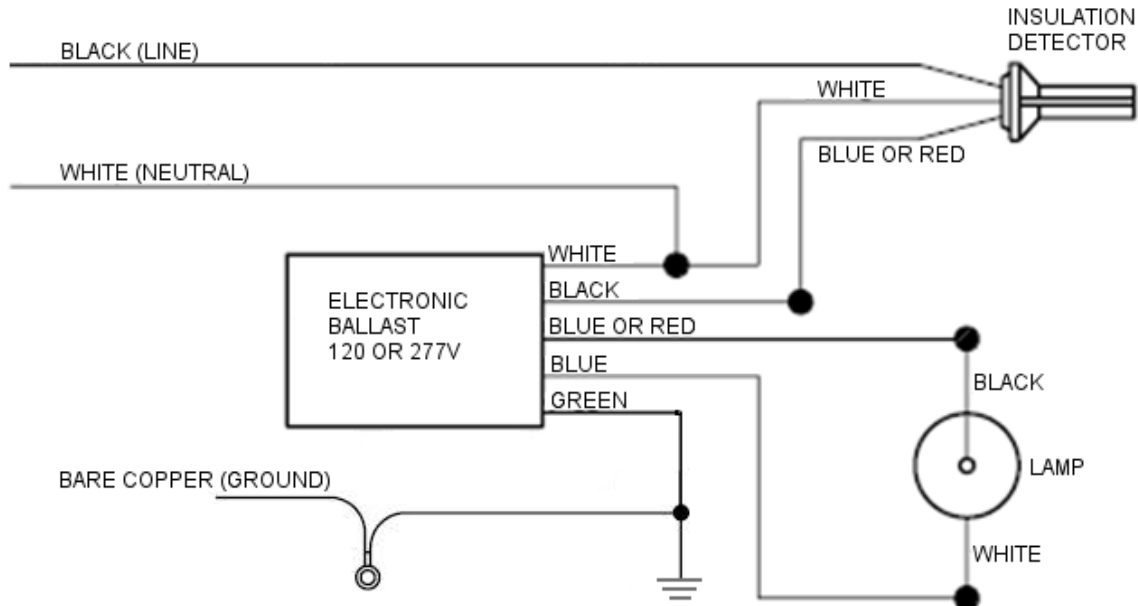 INSULATION
DETECTOR
BLACK (LINE)
WHITE
BLUE OR RED
WHITE (NEUTRAL)
WHITE
BLACK
ELECTRONIC
BALLAST
120 OR 277V
BLUE OR RED
BLUE
BLACK
GREEN
LAMP
BARE COPPER (GROUND)
WHITE